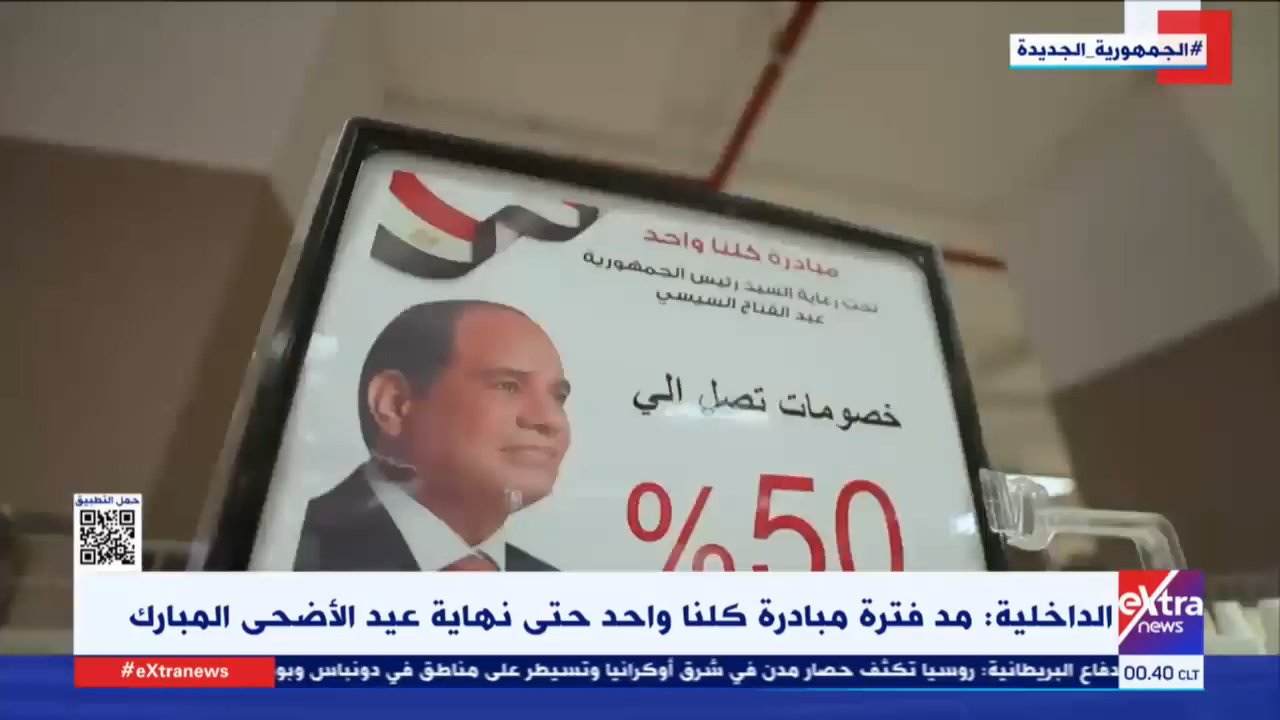 #الجمهورية_الجديدة
مبادرة كلنا واحد
تحت رعاية السيد رئيس الجمهورية
عبد الفتاح السيسي
خصومات تصل الي
%50
حمل التطبيق
الداخلية: مد فترة مبادرة كلنا واحد حتى نهاية عيد الأضحى المبارك
eXtra
news
#eXtranews
دفاع البريطانية: روسيا تكثف حصار مدن في شرق أوكرانيا وتسيطر على مناطق في دونباس وبو
00.40 CLT